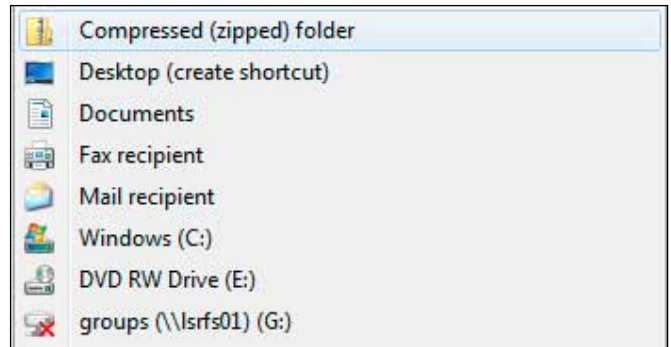 Compressed (zipped) folder
Desktop (create shortcut)
Documents
Fax recipient
Mail recipient
Windows (C:)
DVD RW Drive (E:)
groups (\\lsrfs01) (G:)